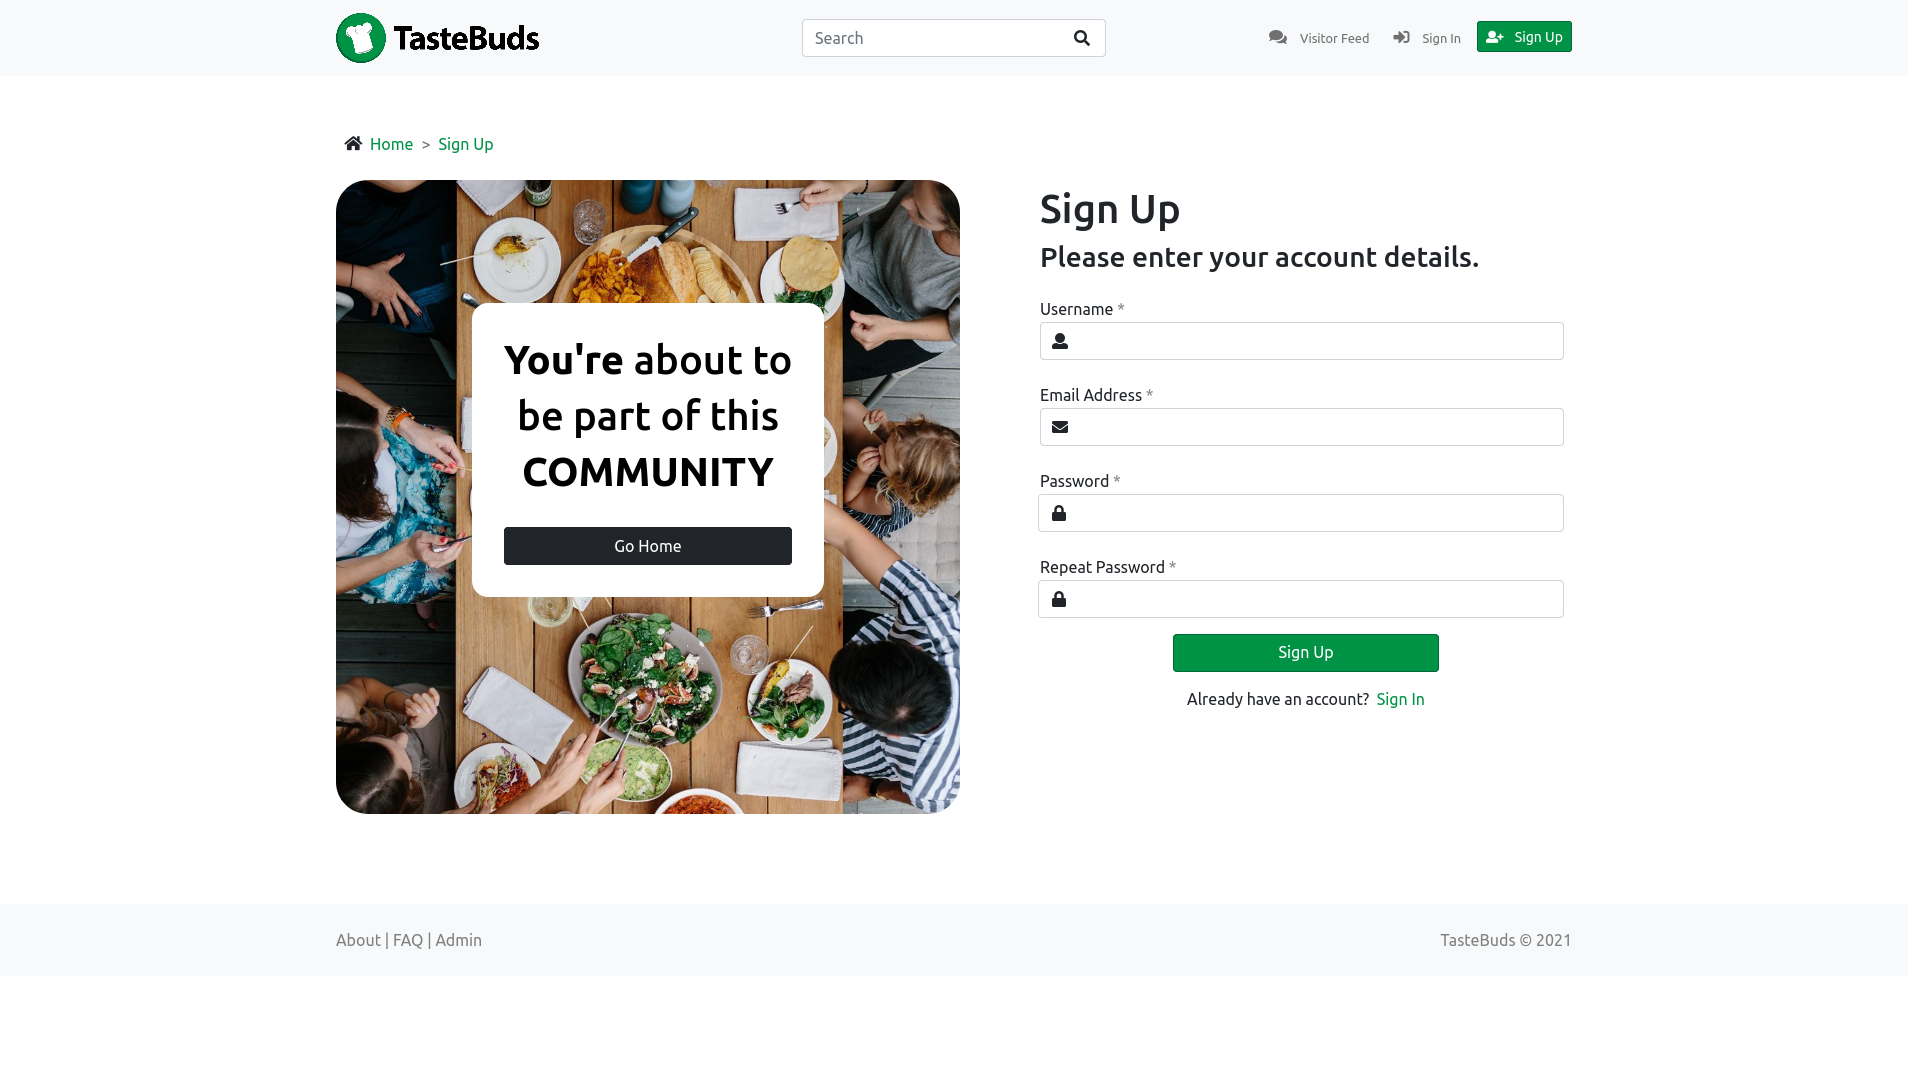 TasteBuds
Search
Visitor Feed
Sign In
Sign Up
Home > Sign Up
You're about to
be part of this
COMMUNITY
Go Home
Sign Up
Please enter your account details.
Username *
Email Address *
Password *
Repeat Password *
Sign Up
Already have an account? Sign In
About | FAQ | Admin
TasteBuds © 2021